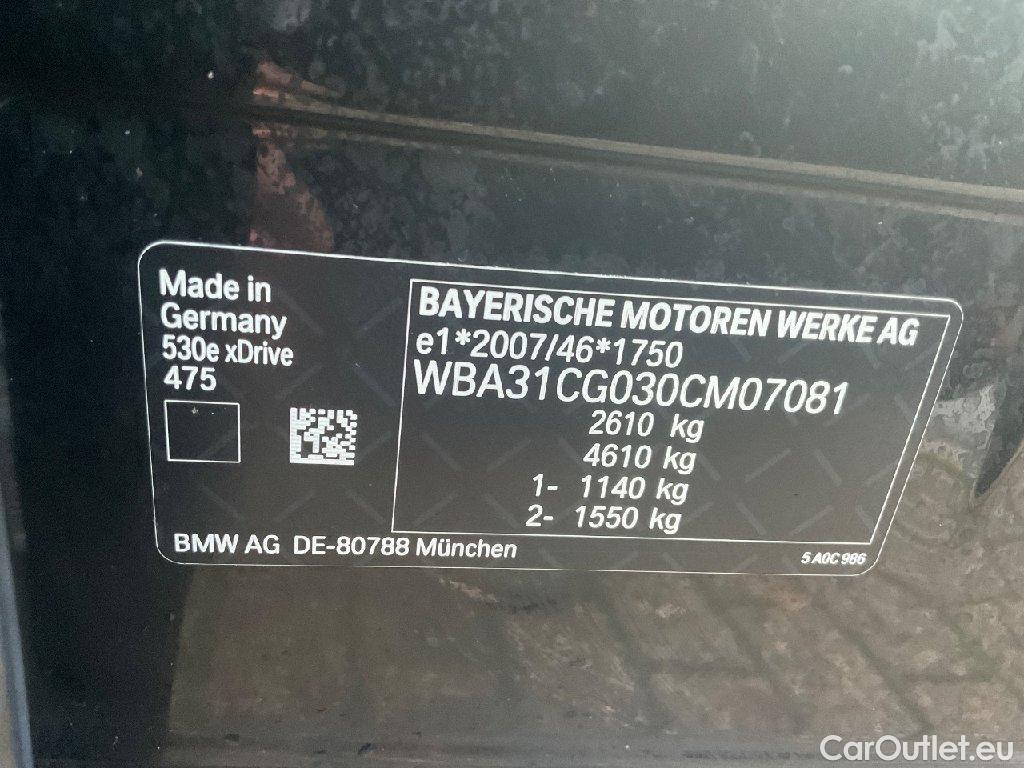 Made in
Germany
530e xDrive
475
BAYERISCHE MOTOREN WERKE AG
e1*2007/46*1750
WBA31CG030CM07081
2610 kg
4610 kg
1- 1140 kg
2- 1550 kg
BMW AG DE-80788 München
5 A0C 986
CarOutlet.eu